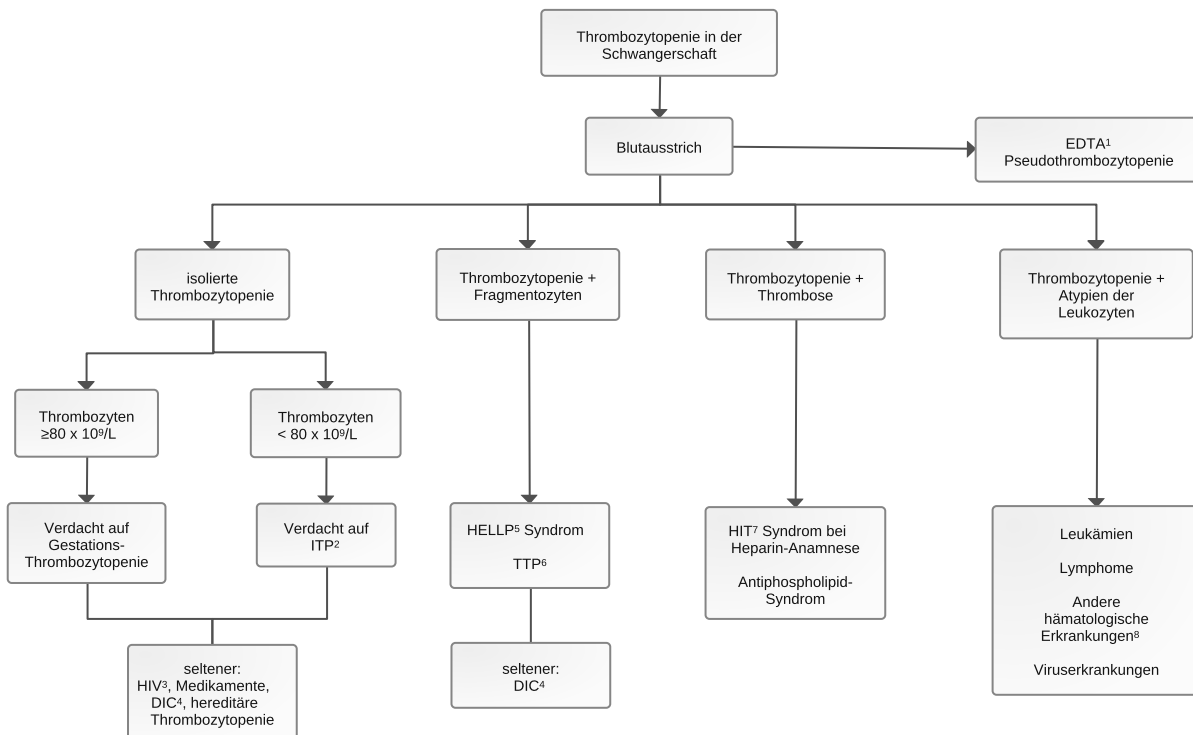 Thrombozytopenie in der
Schwangerschaft
Blutausstrich
EDTA¹
Pseudothrombozytopenie
isolierte
Thrombozytopenie
Thrombozytopenie +
Fragmentozyten
Thrombozytopenie +
Thrombose
Thrombozytopenie +
Atypien der
Leukozyten
Thrombozyten
≥80 x 10⁹/L
Thrombozyten
< 80 x 10⁹/L
Verdacht auf
Gestations-
Thrombozytopenie
Verdacht auf
ITP²
HELLP⁵ Syndrom
TTP⁶
HIT⁷ Syndrom bei
Heparin-Anamnese
Antiphospholipid-
Syndrom
Leukämien
Lymphome
Andere
hämatologische
Erkrankungen⁸
Viruserkrankungen
seltener:
HIV³, Medikamente,
DIC⁴, hereditäre
Thrombozytopenie
seltener:
DIC⁴